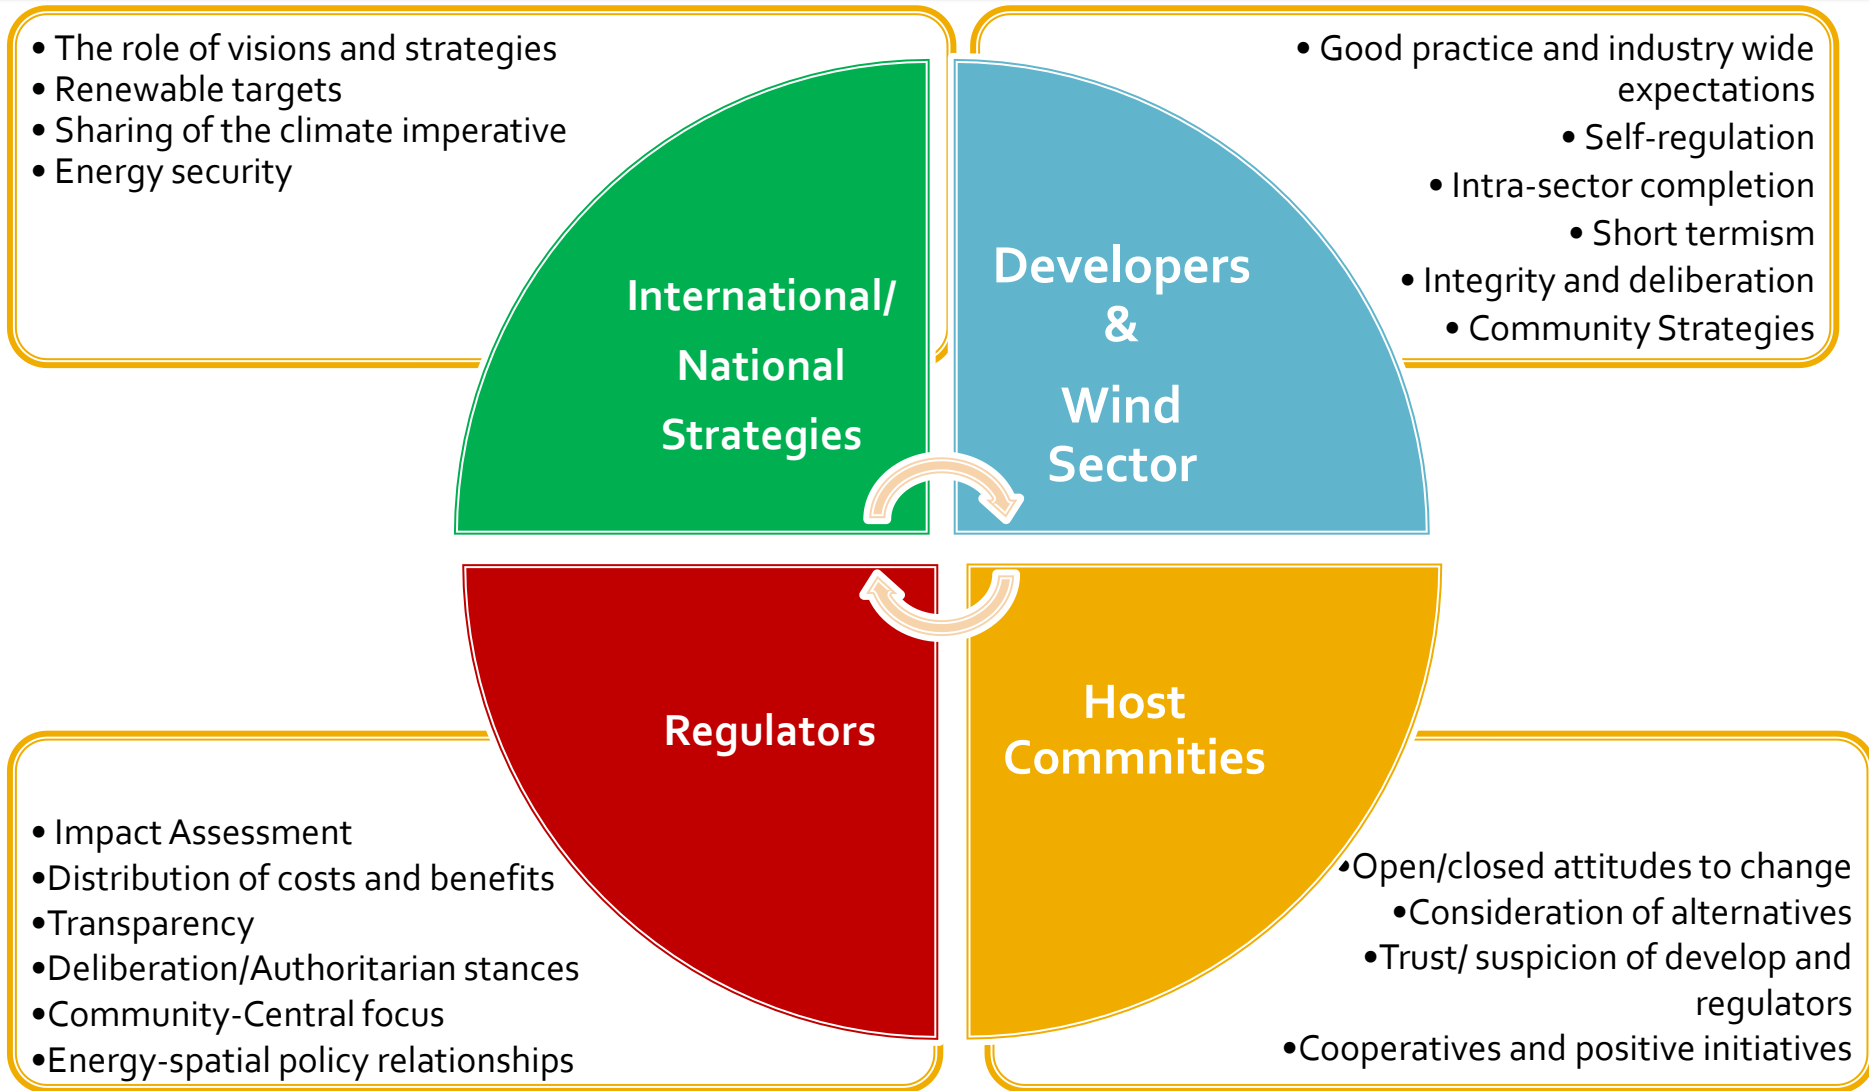 • The role of visions and strategies
• Renewable targets
• Sharing of the climate imperative
• Energy security
• Good practice and industry wide
expectations
• Self-regulation
• Intra-sector completion
• Short termism
• Integrity and deliberation
• Community Strategies
International/
National
Strategies
Developers
&
Wind
Sector
Regulators
Host
Commnities
• Impact Assessment
•Distribution of costs and benefits
•Transparency
•Deliberation/Authoritarian stances
•Community-Central focus
•Energy-spatial policy relationships
•Open/closed attitudes to change
•Consideration of alternatives
•Trust/ suspicion of develop and
regulators
•Cooperatives and positive initiatives